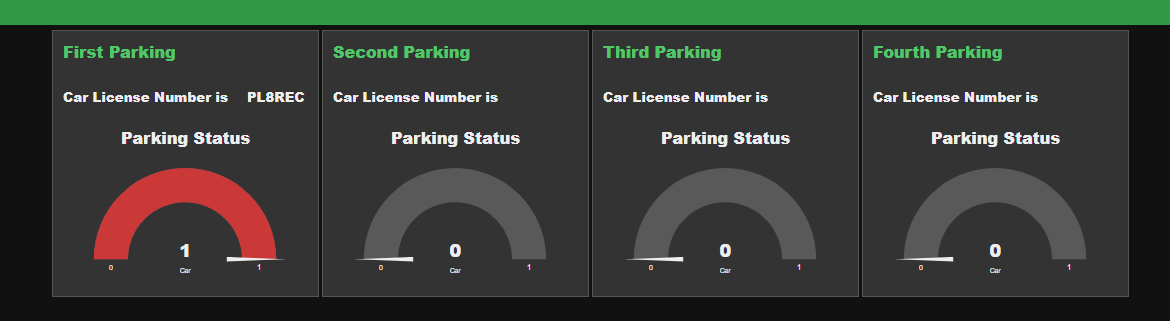 First Parking
Car License Number is PL8REC
Parking Status
1
Car
0 1
Second Parking
Car License Number is
Parking Status
0
Car
0 1
Third Parking
Car License Number is
Parking Status
0
Car
0 1
Fourth Parking
Car License Number is
Parking Status
0
Car
0 1